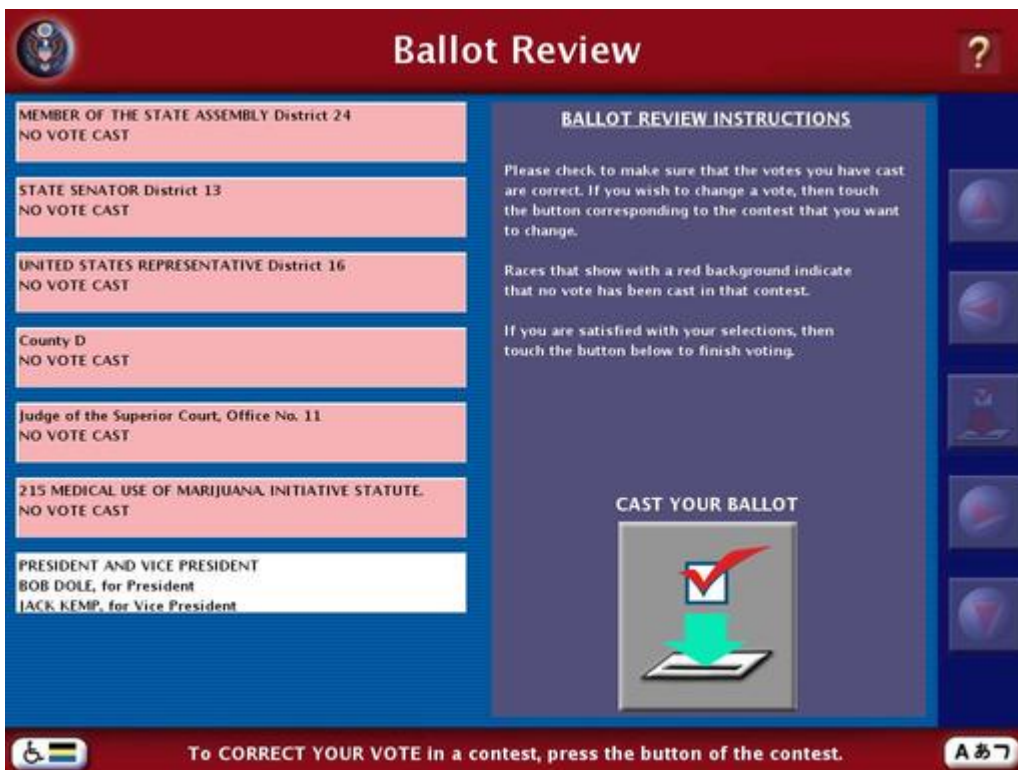 Ballot Review
?
MEMBER OF THE STATE ASSEMBLY District 24
NO VOTE CAST
STATE SENATOR District 13
NO VOTE CAST
UNITED STATES REPRESENTATIVE District 16
NO VOTE CAST
County D
NO VOTE CAST
Judge of the Superior Court, Office No. 11
NO VOTE CAST
215 MEDICAL USE OF MARIJUANA. INITIATIVE STATUTE.
NO VOTE CAST
PRESIDENT AND VICE PRESIDENT
BOB DOLE, for President
JACK KEMP, for Vice President
BALLOT REVIEW INSTRUCTIONS
Please check to make sure that the votes you have cast
are correct. If you wish to change a vote, then touch
the button corresponding to the contest that you want
to change.
Races that show with a red background indicate
that no vote has been cast in that contest.
If you are satisfied with your selections, then
touch the button below to finish voting.
CAST YOUR BALLOT
To CORRECT YOUR VOTE in a contest, press the button of the contest.
Aあつ